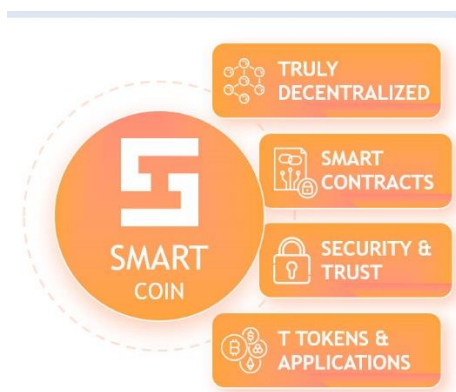 TRULY
DECENTRALIZED
SMART
CONTRACTS
SMART
COIN
SECURITY &
TRUST
T TOKENS &
APPLICATIONS